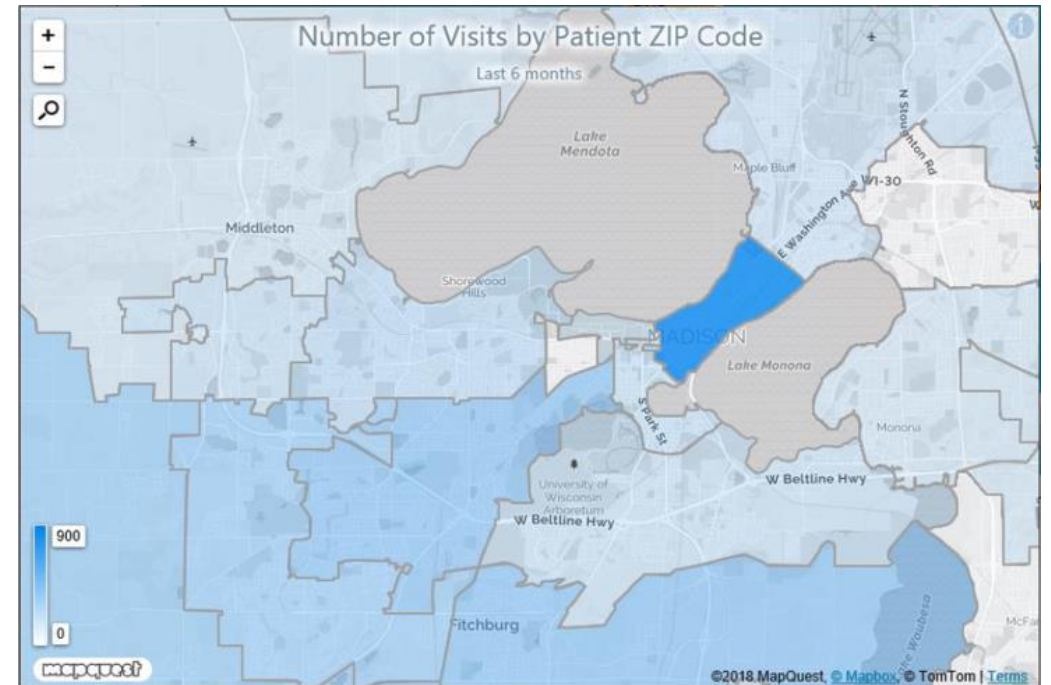 +
−
Number of Visits by Patient ZIP Code
Last 6 months
i
N Stoughton Rd
Lake
Mendota
Maple Bluff
WI-30
E Washington Ave
Middleton
Shorewood
Hills
MADISON
Lake Monona
S Park St
Monona
University of
Wisconsin
Arboretum
W Beltline Hwy
W Beltline Hwy
900
0
Fitchburg
Waubesa
McFa
mapquest
©2018 MapQuest, © Mapbox, © TomTom | Terms